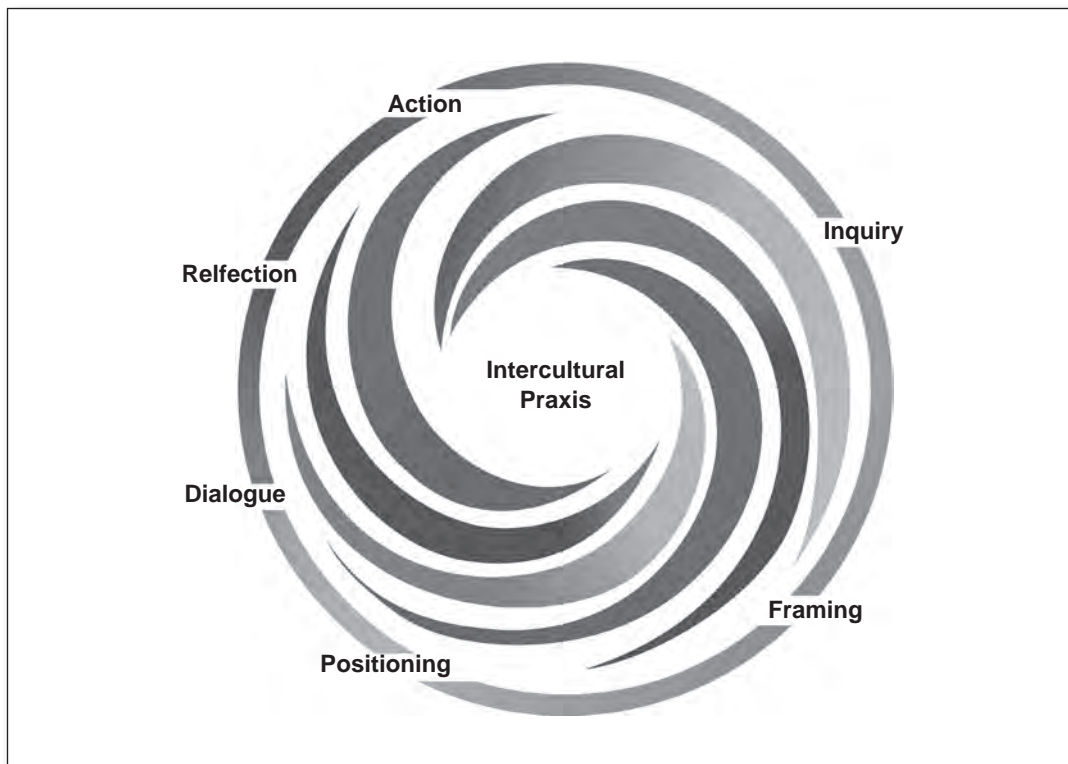 Action
Inquiry
Relfection
Intercultural
Praxis
Dialogue
Framing
Positioning